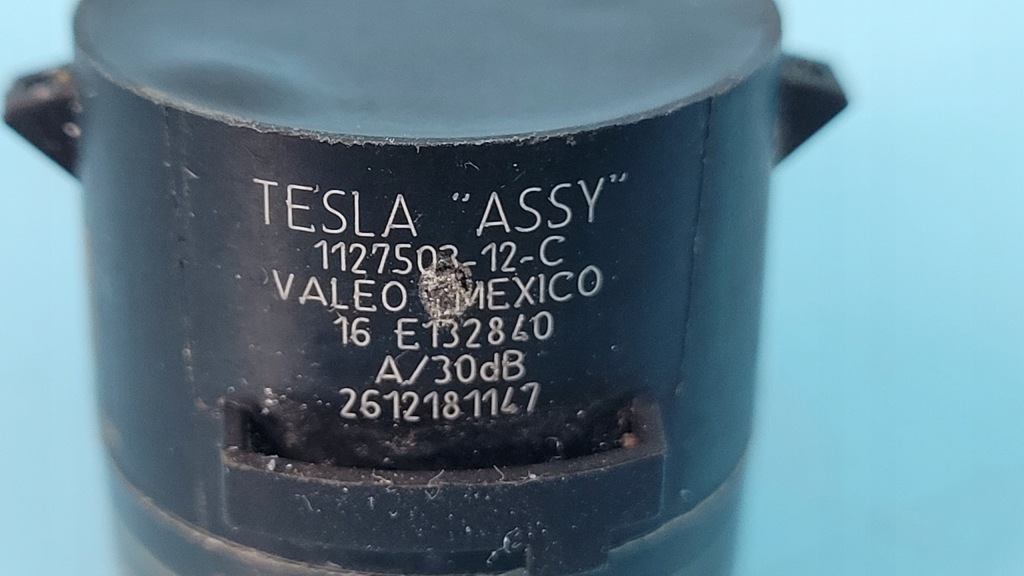 TESLA "ASSY"
1127503-12-C
VALEO MEXICO
16 E132840
A/30dB
2612181147